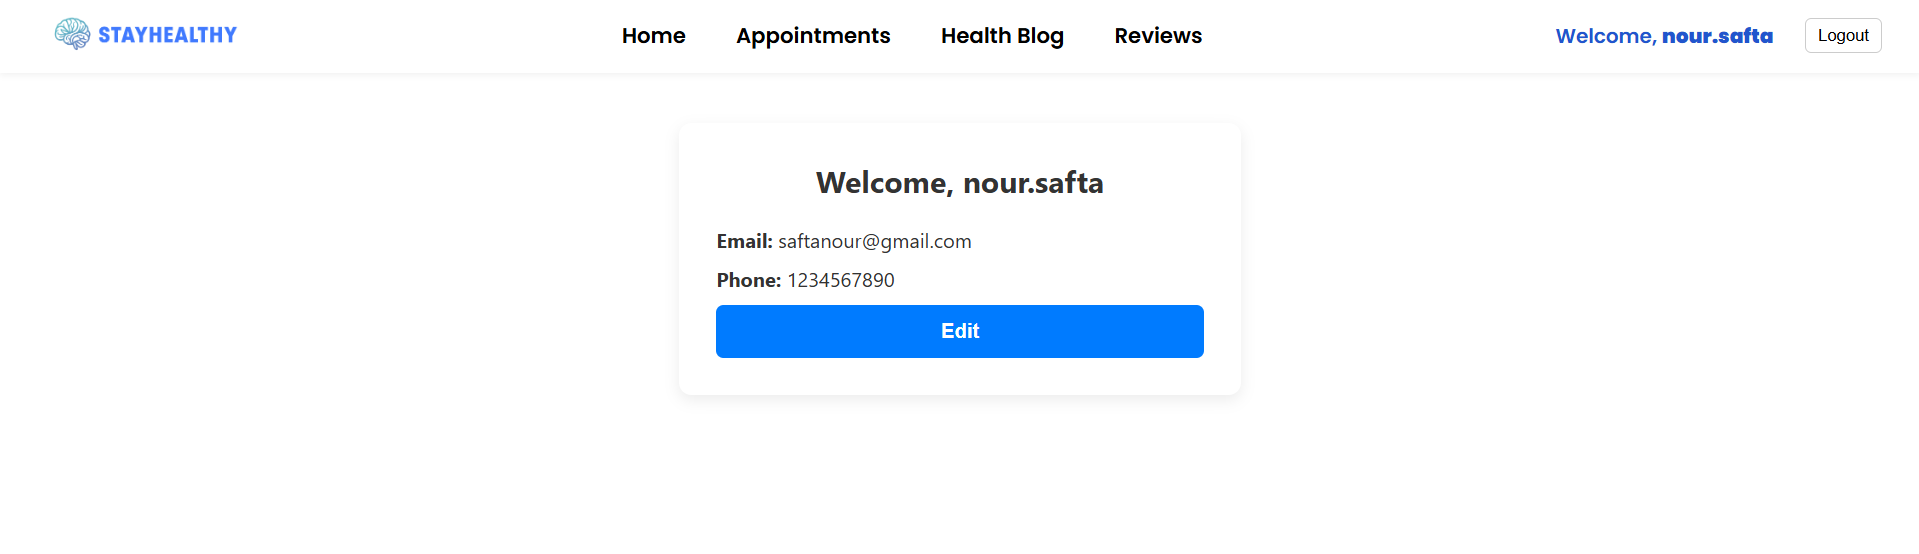 STAYHEALTHY
Home Appointments Health Blog Reviews
Welcome, nour.safta
Logout
Welcome, nour.safta
Email: saftanour@gmail.com
Phone: 1234567890
Edit